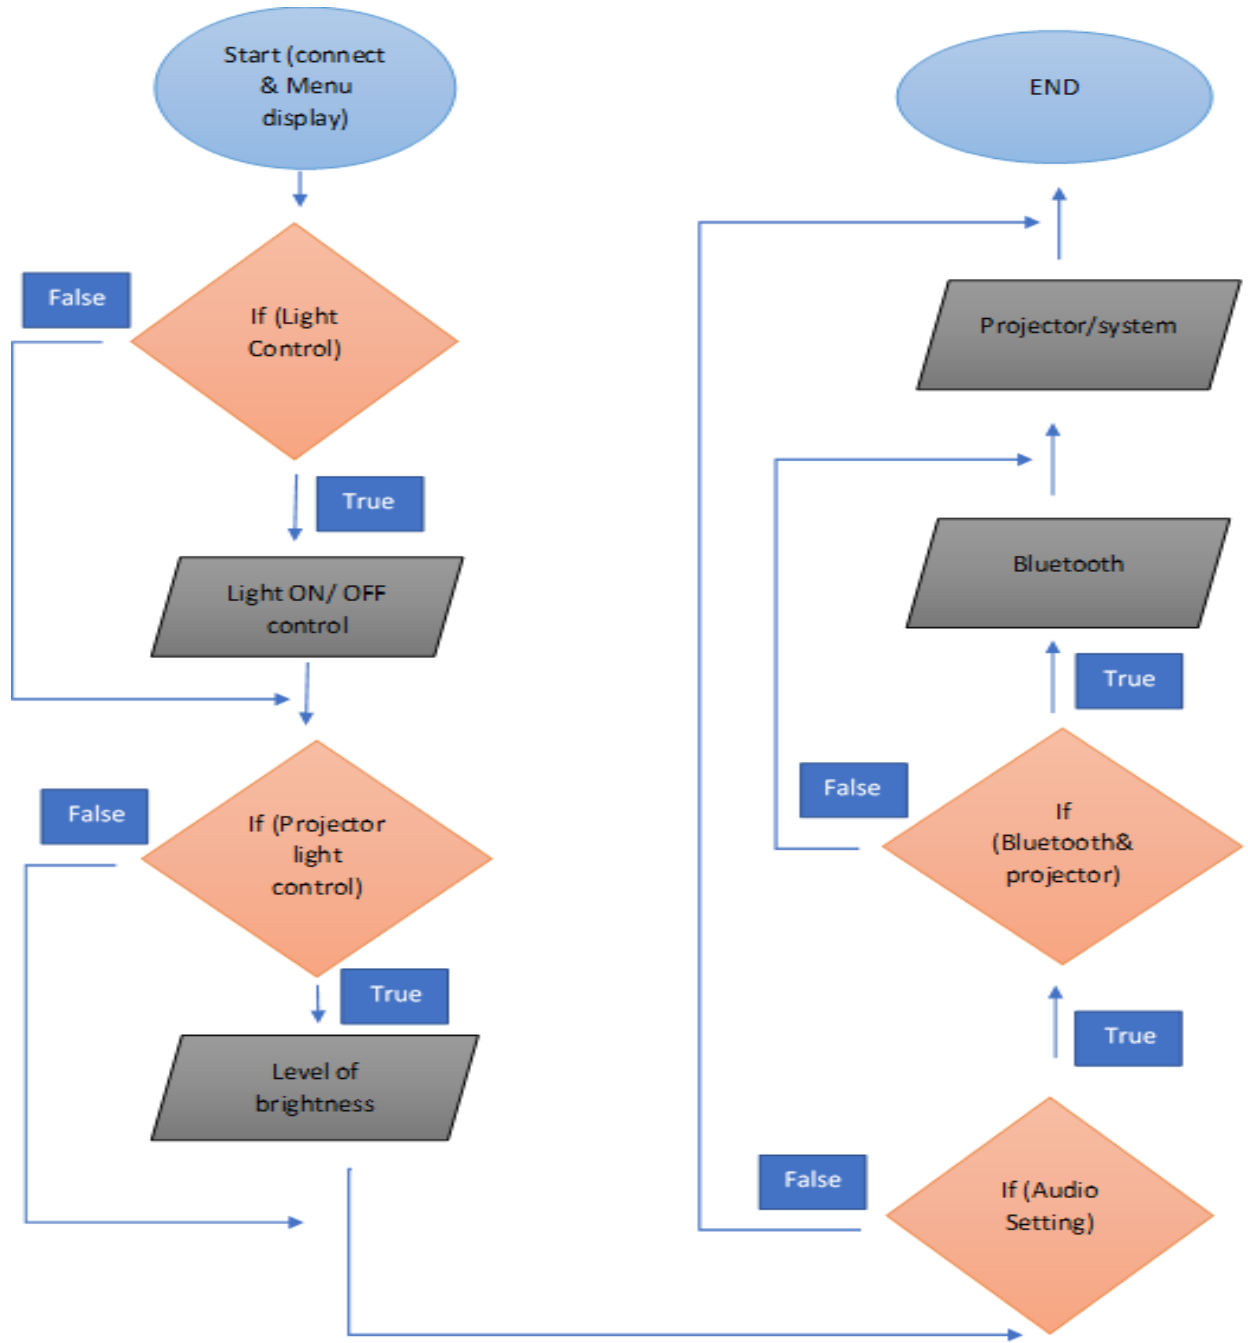 Start (connect
& Menu
display)
False
If (Light
Control)
True
Light ON/ OFF
control
False
If (Projector
light
control)
True
Level of
brightness
END
Projector/system
Bluetooth
True
False
If
(Bluetooth&
projector)
True
False
If (Audio
Setting)